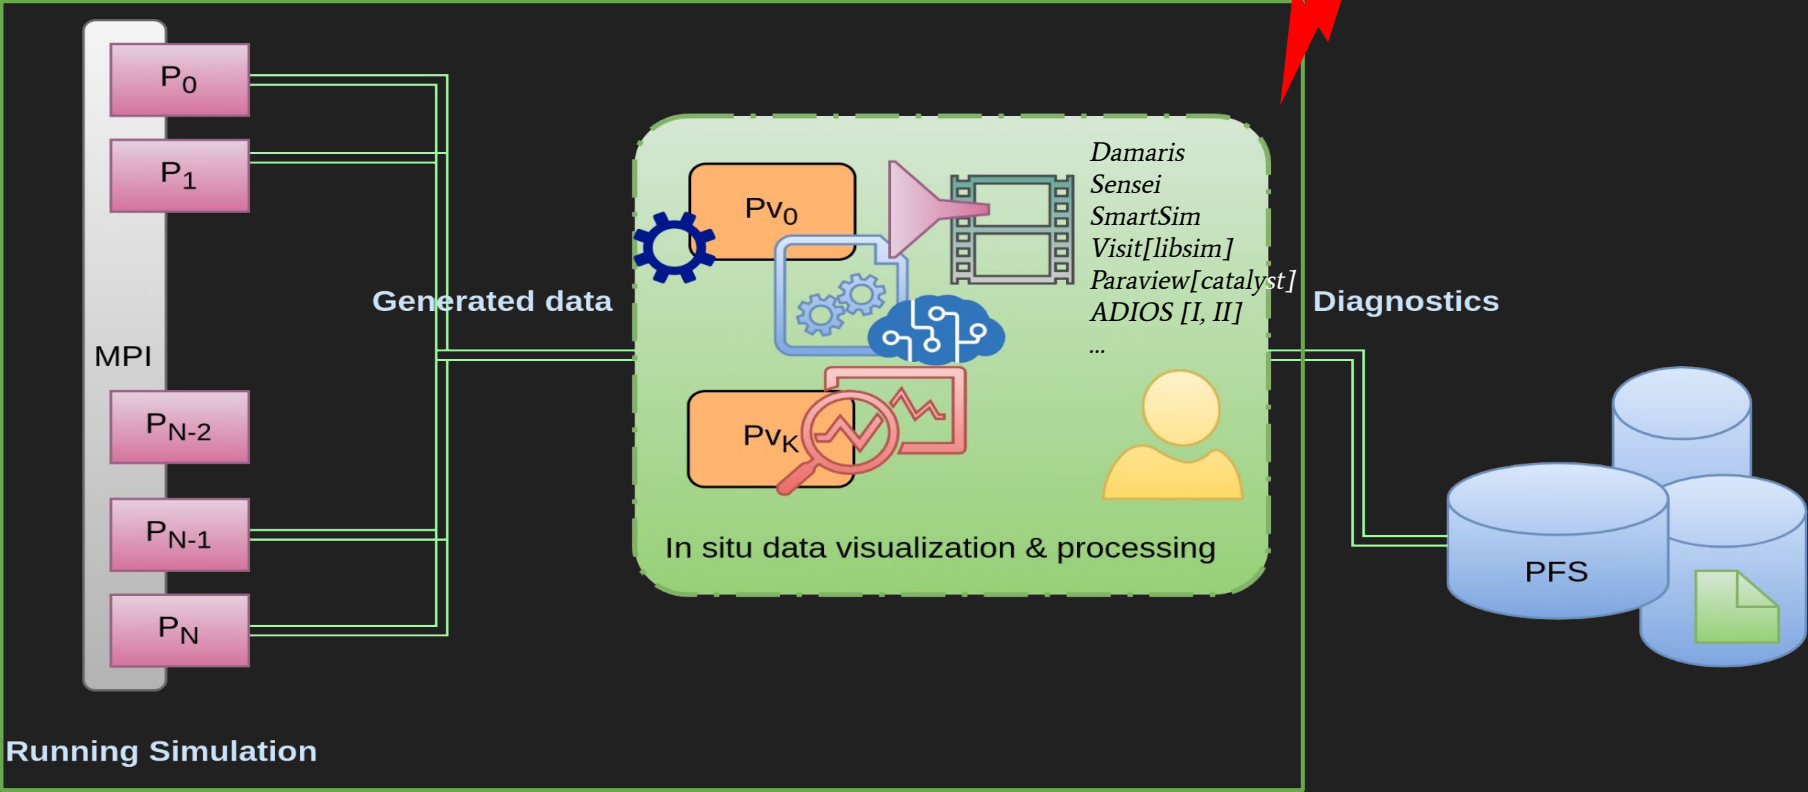 P0
P1
MPI
PN-2
PN-1
PN
Running Simulation
Generated data
Pv0
PvK
Damaris
Sensei
SmartSim
Visit[libsim]
Paraview[catalyst]
ADIOS [I, II]
...
In situ data visualization & processing
Diagnostics
PFS